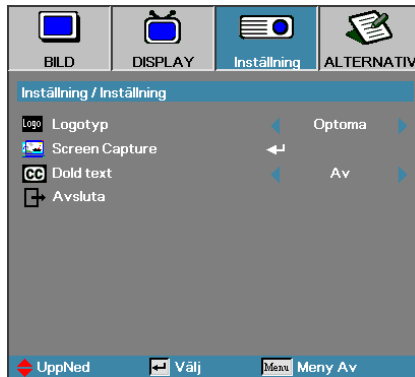 BILD DISPLAY Inställning ALTERNATIV
Inställning / Inställning
Logo Logotyp Optoma
Screen Capture
CC Dold text Av
Avsluta
UppNed Välj Menu Meny Av